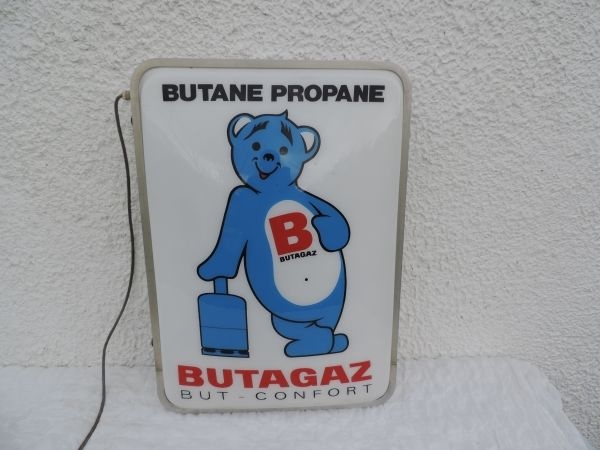 BUTANE PROPANE
B
BUTAGAZ
BUTAGAZ
BUT - CONFORT